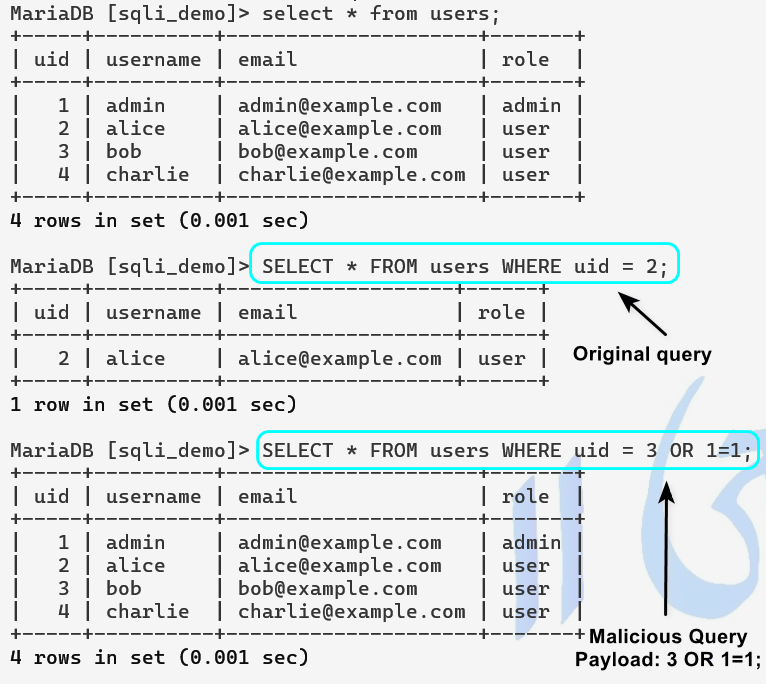 MariaDB [sqli_demo]> select * from users;
+-----+----------+--------------------+-------+
| uid | username | email              | role  |
+-----+----------+--------------------+-------+
|   1 | admin    | admin@example.com   | admin |
|   2 | alice    | alice@example.com   | user  |
|   3 | bob      | bob@example.com     | user  |
|   4 | charlie  | charlie@example.com | user  |
+-----+----------+--------------------+-------+
4 rows in set (0.001 sec)
MariaDB [sqli_demo]> SELECT * FROM users WHERE uid = 2;
+-----+----------+-------------------+------+
| uid | username | email             | role |
+-----+----------+-------------------+------+
|   2 | alice    | alice@example.com | user |
+-----+----------+-------------------+------+
Original query
1 row in set (0.001 sec)
MariaDB [sqli_demo]> SELECT * FROM users WHERE uid = 3 OR 1=1;
+-----+----------+---------------------+-------+
| uid | username | email               | role  |
+-----+----------+---------------------+-------+
|   1 | admin    | admin@example.com   | admin |
|   2 | alice    | alice@example.com   | user  |
|   3 | bob      | bob@example.com     | user  |
|   4 | charlie  | charlie@example.com | user  |
+-----+----------+---------------------+-------+
4 rows in set (0.001 sec)
Malicious Query
Payload: 3 OR 1=1;